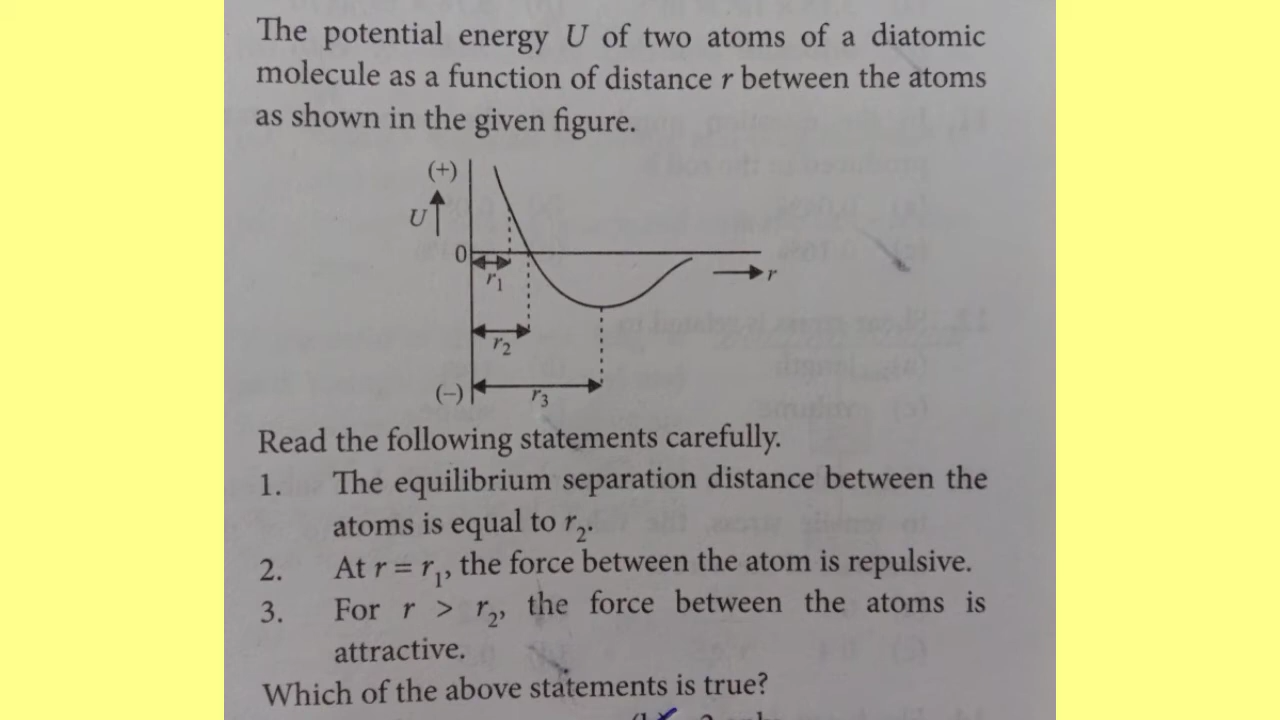 The potential energy U of two atoms of a diatomic
molecule as a function of distance r between the atoms
as shown in the given figure.
(+)
U
0
r1
r
r2
(–)
r3
Read the following statements carefully.
1. The equilibrium separation distance between the
atoms is equal to r2.
2. At r = r1, the force between the atom is repulsive.
3. For r > r2, the force between the atoms is
attractive.
Which of the above statements is true?